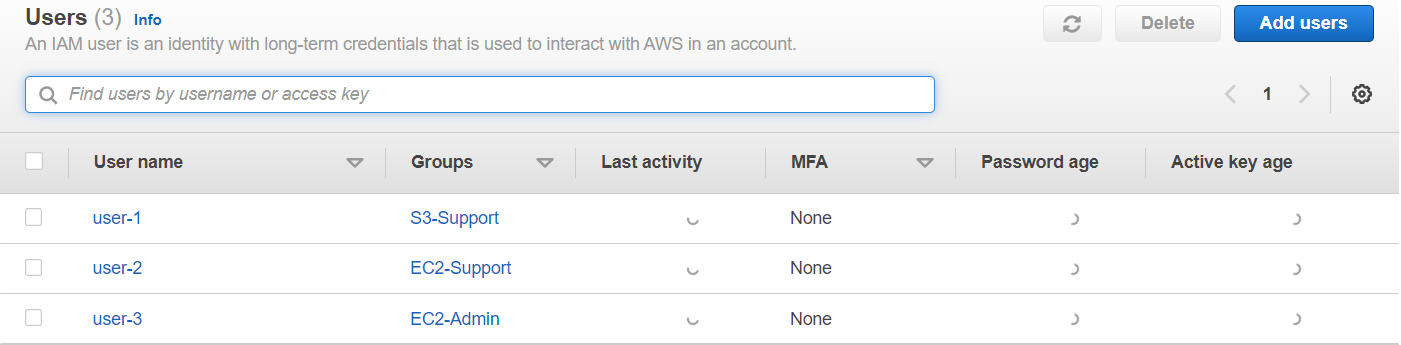 Users (3) Info
An IAM user is an identity with long-term credentials that is used to interact with AWS in an account.
Delete
Add users
Find users by username or access key
1
User name Groups Last activity MFA Password age Active key age
user-1 S3-Support None
user-2 EC2-Support None
user-3 EC2-Admin None